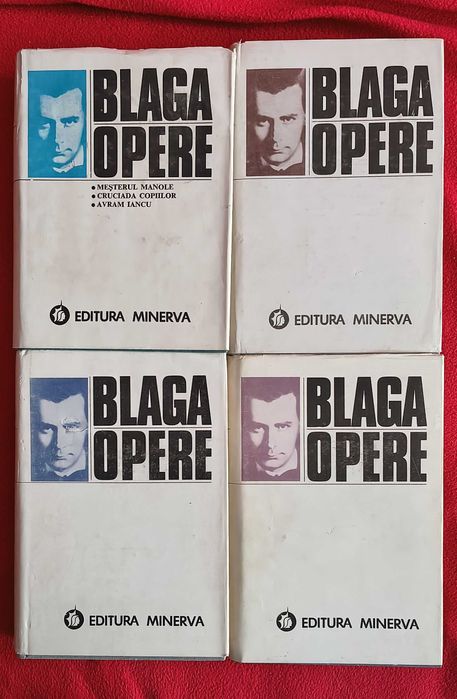 BLAGA
OPERE
• MEȘTERUL MANOLE
• CRUCIADA COPIILOR
• AVRAM IANCU
EDITURA MINERVA
BLAGA
OPERE
EDITURA MINERVA
BLAGA
OPERE
EDITURA MINERVA
BLAGA
OPERE
EDITURA MINERVA